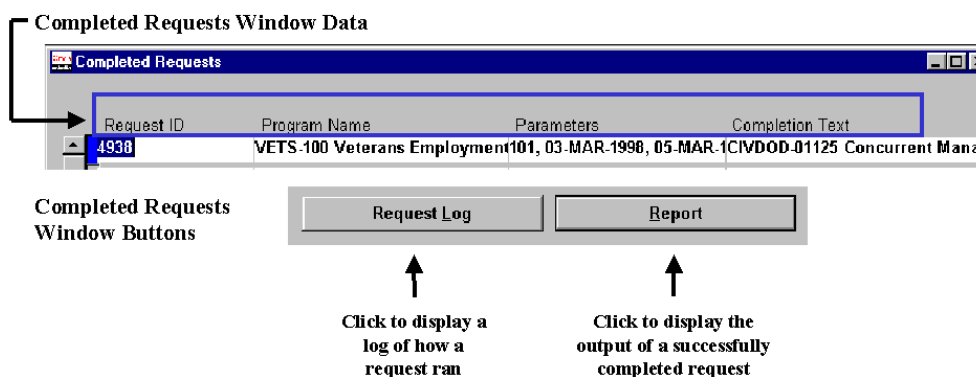 Completed Requests Window Data
Completed Requests
Request ID Program Name Parameters Completion Text
4938 VETS-100 Veterans Employment 101, 03-MAR-1998, 05-MAR-1 CIVDOD-01125 Concurrent Mana
Completed Requests
Window Buttons
Request Log Report
Click to display a
log of how a
request ran
Click to display the
output of a successfully
completed request